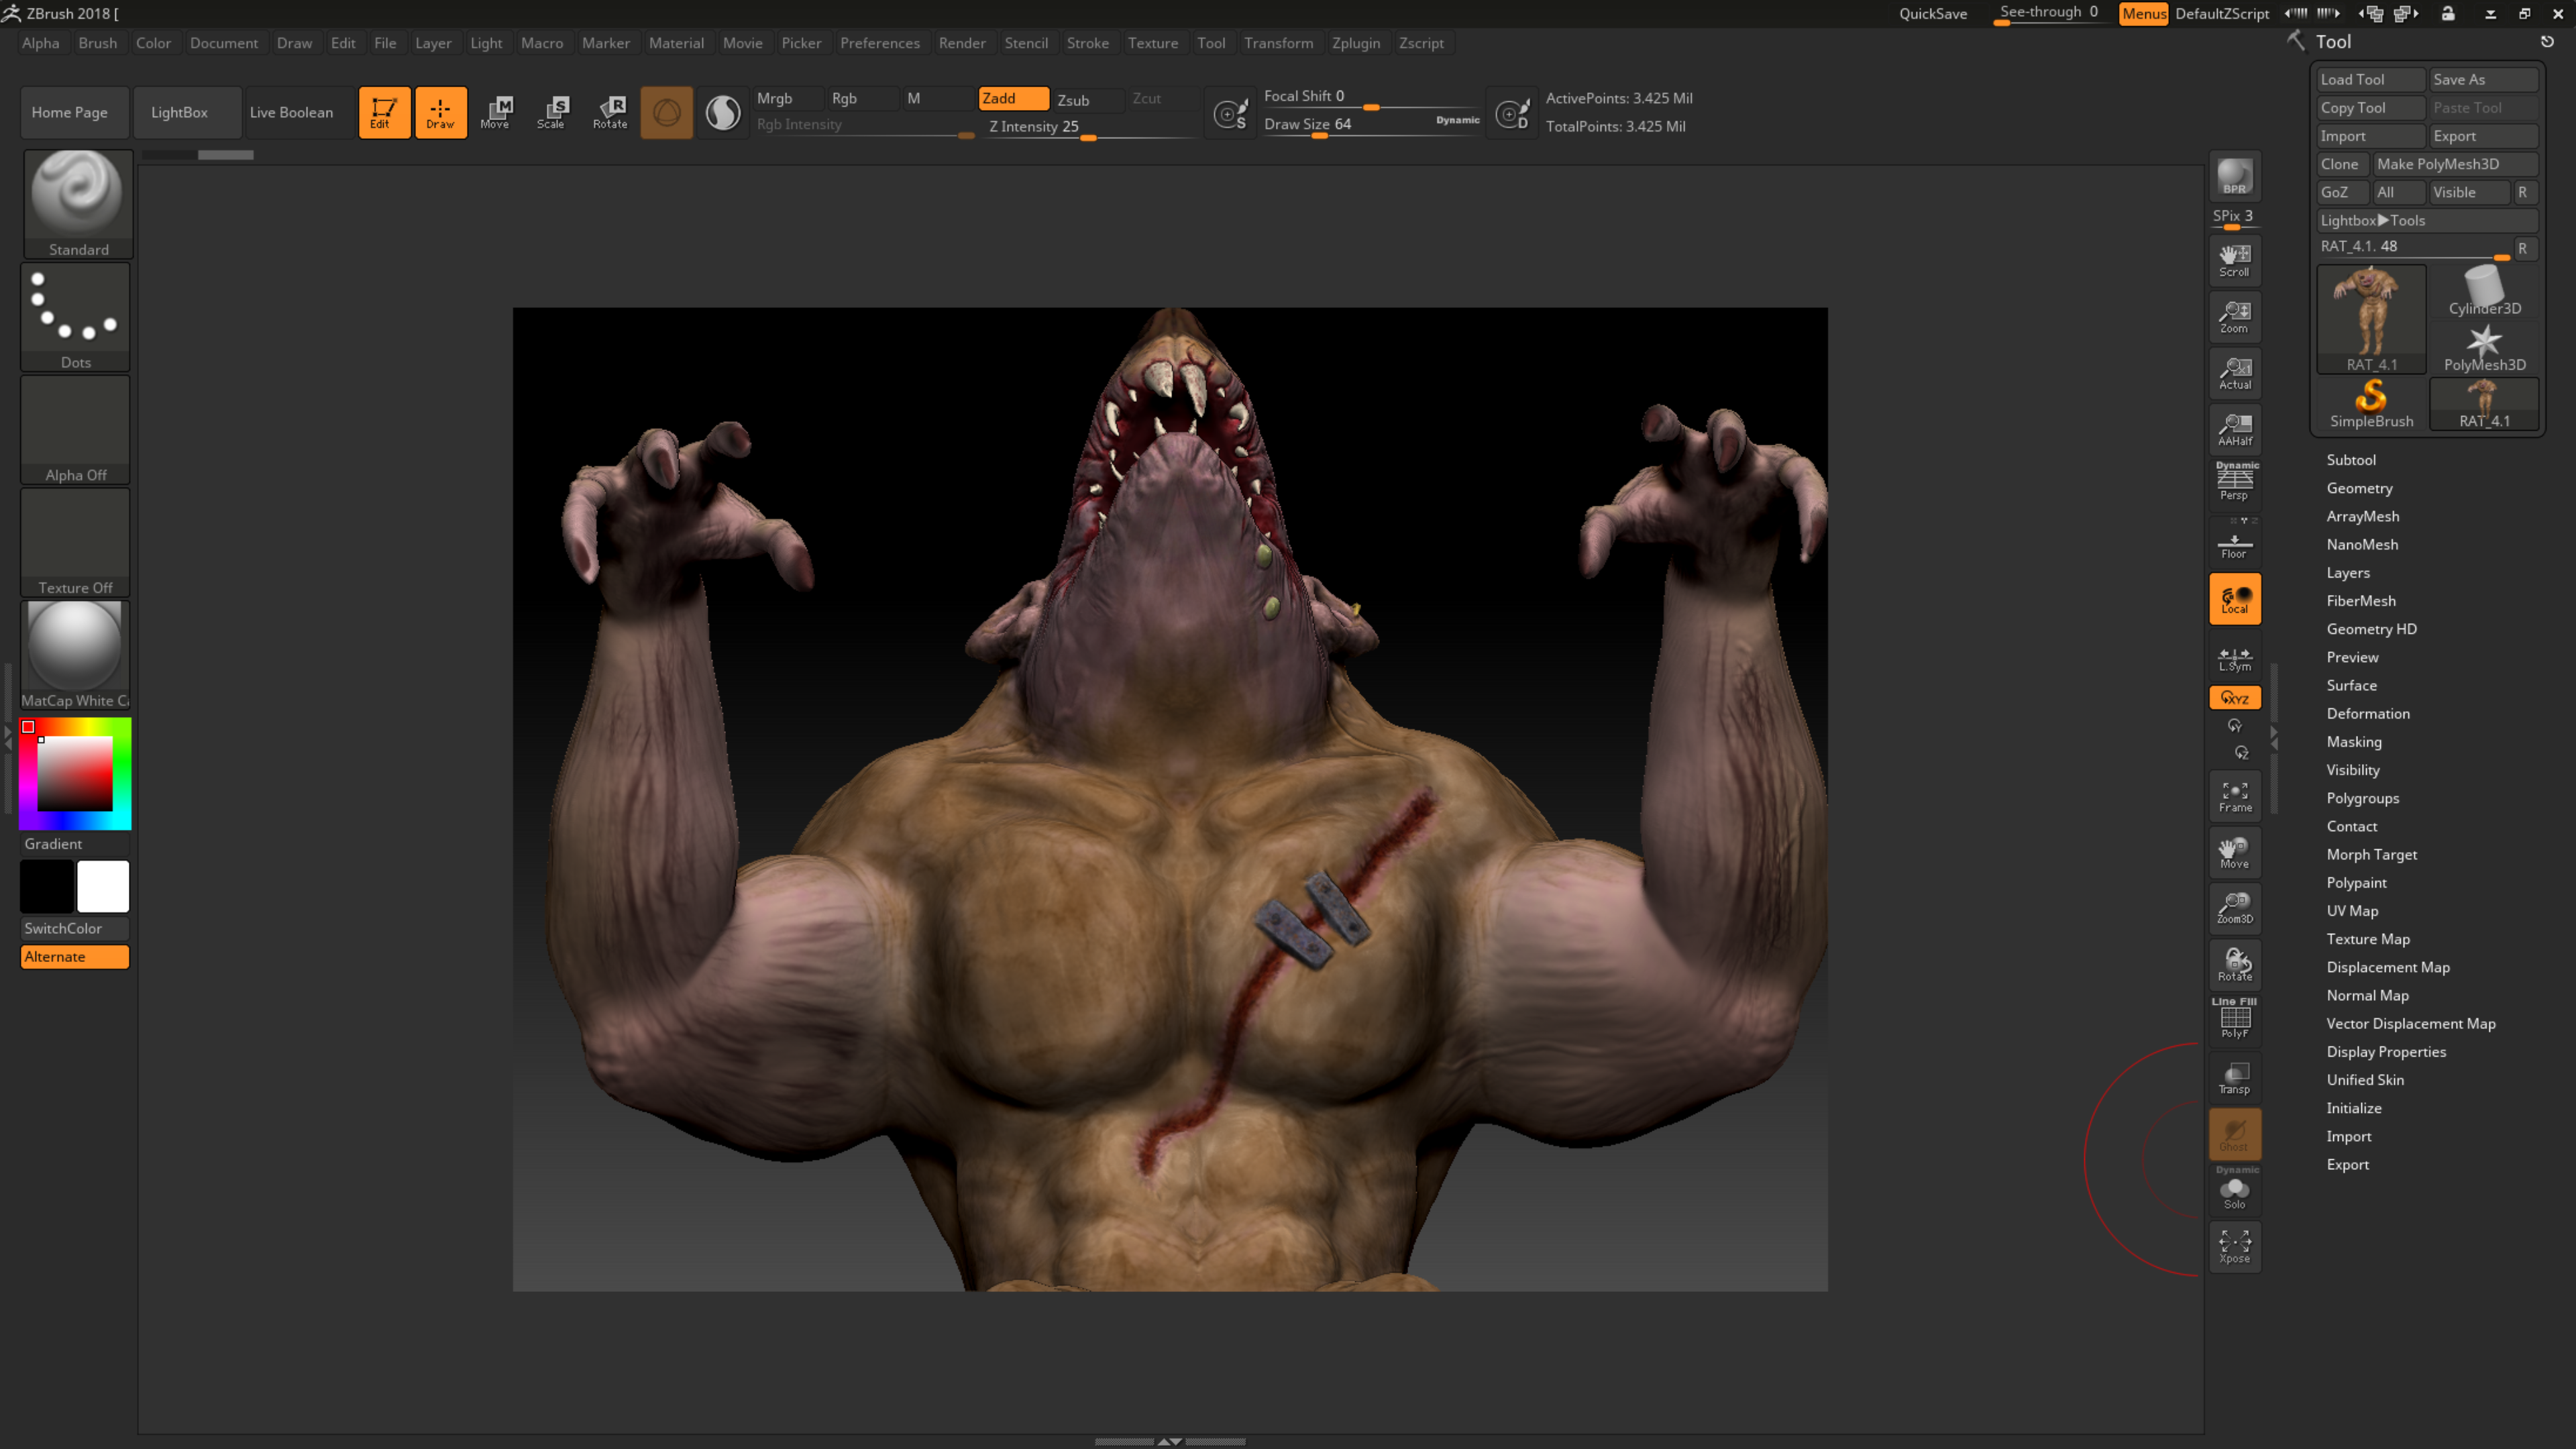 ZBrush 2018 [
QuickSave See-through 0 Menus DefaultZScript
Alpha Brush Color Document Draw Edit File Layer Light Macro Marker Material Movie Picker Preferences Render Stencil Stroke Texture Tool Transform Zplugin Zscript
Home Page LightBox Live Boolean Edit Draw Move Scale Rotate
M S R
Mrgb Rgb M Zadd Zsub Zcut
Rgb Intensity Z Intensity 25
S
Focal Shift 0
Draw Size 64 Dynamic
D
ActivePoints: 3.425 Mil
TotalPoints: 3.425 Mil
Standard
Dots
Alpha Off
Texture Off
MatCap White Ca
Gradient
SwitchColor
Alternate
BPR
SPix 3
Scroll
Zoom
Actual
AAHalf
Dynamic
Persp
Floor
Local
L.Sym
XYZ
Y
Z
Frame
Move
Zoom3D
Rotate
Line Fill
PolyF
Transp
Ghost
Dynamic
Solo
Xpose
Tool
Load Tool Save As
Copy Tool Paste Tool
Import Export
Clone Make PolyMesh3D
GoZ All Visible R
Lightbox▶Tools
RAT_4.1. 48 R
Cylinder3D
RAT_4.1 PolyMesh3D
SimpleBrush RAT_4.1
Subtool
Geometry
ArrayMesh
NanoMesh
Layers
FiberMesh
Geometry HD
Preview
Surface
Deformation
Masking
Visibility
Polygroups
Contact
Morph Target
Polypaint
UV Map
Texture Map
Displacement Map
Normal Map
Vector Displacement Map
Display Properties
Unified Skin
Initialize
Import
Export